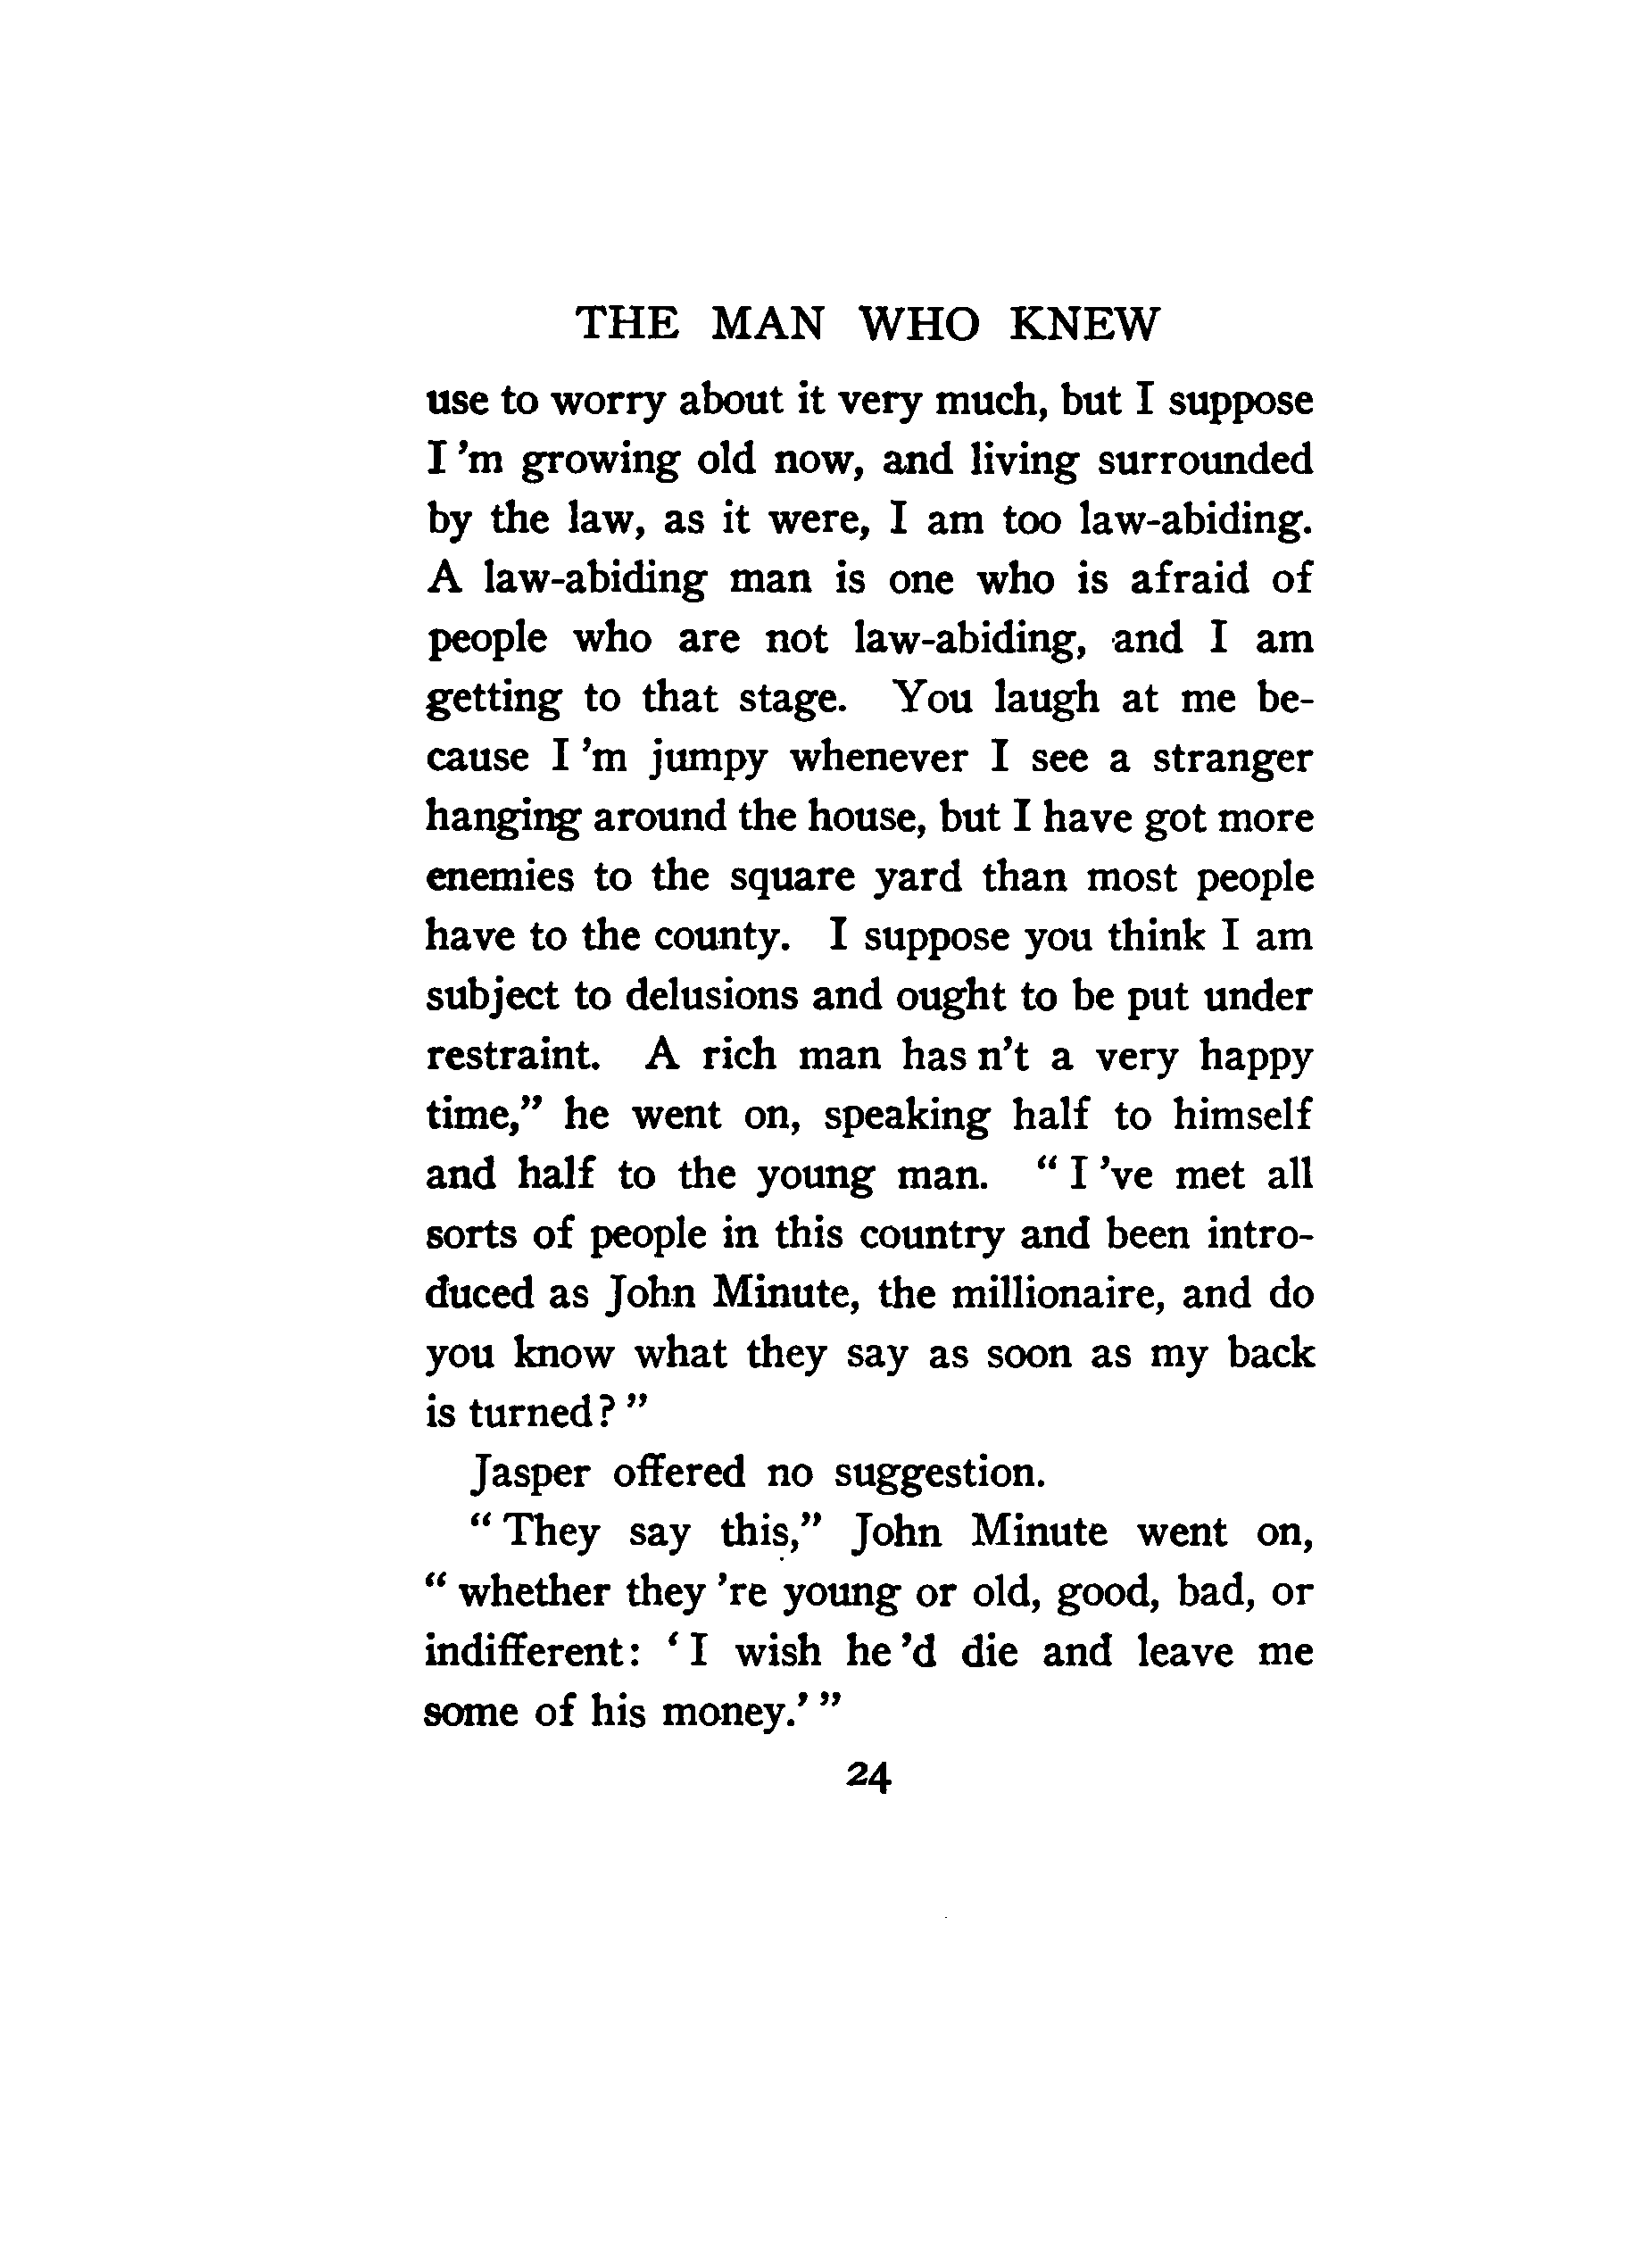 THE MAN WHO KNEW
use to worry about it very much, but I suppose
I 'm growing old now, and living surrounded
by the law, as it were, I am too law-abiding.
A law-abiding man is one who is afraid of
people who are not law-abiding, and I am
getting to that stage. You laugh at me be-
cause I 'm jumpy whenever I see a stranger
hanging around the house, but I have got more
enemies to the square yard than most people
have to the county. I suppose you think I am
subject to delusions and ought to be put under
restraint. A rich man has n't a very happy
time,” he went on, speaking half to himself
and half to the young man. “ I 've met all
sorts of people in this country and been intro-
duced as John Minute, the millionaire, and do
you know what they say as soon as my back
is turned? ”
Jasper offered no suggestion.
“ They say this,” John Minute went on,
“ whether they 're young or old, good, bad, or
indifferent: ‘ I wish he 'd die and leave me
some of his money.’ ”
24